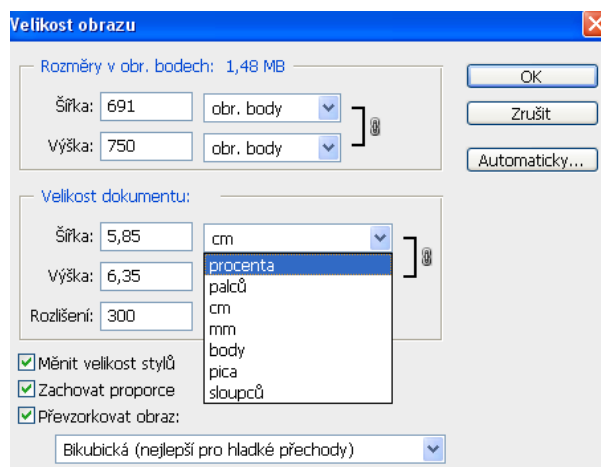 Velikost obrazu
Rozměry v obr. bodech: 1,48 MB
Šířka: 691 obr. body
Výška: 750 obr. body
OK
Zrušit
Automaticky...
Velikost dokumentu:
Šířka: 5,85 cm
Výška: 6,35
Rozlišení: 300
procenta
palců
cm
mm
body
pica
sloupců
Měnit velikost stylů
Zachovat proporce
Převzorkovat obraz:
Bikubická (nejlepší pro hladké přechody)